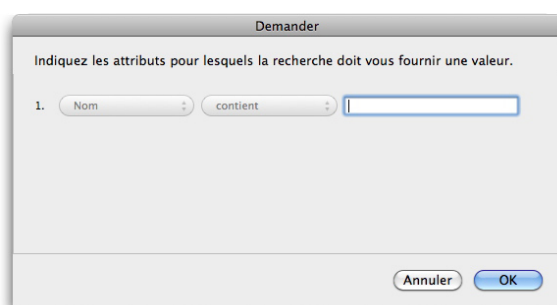 Demander
Indiquez les attributs pour lesquels la recherche doit vous fournir une valeur.
1. Nom contient
Annuler OK